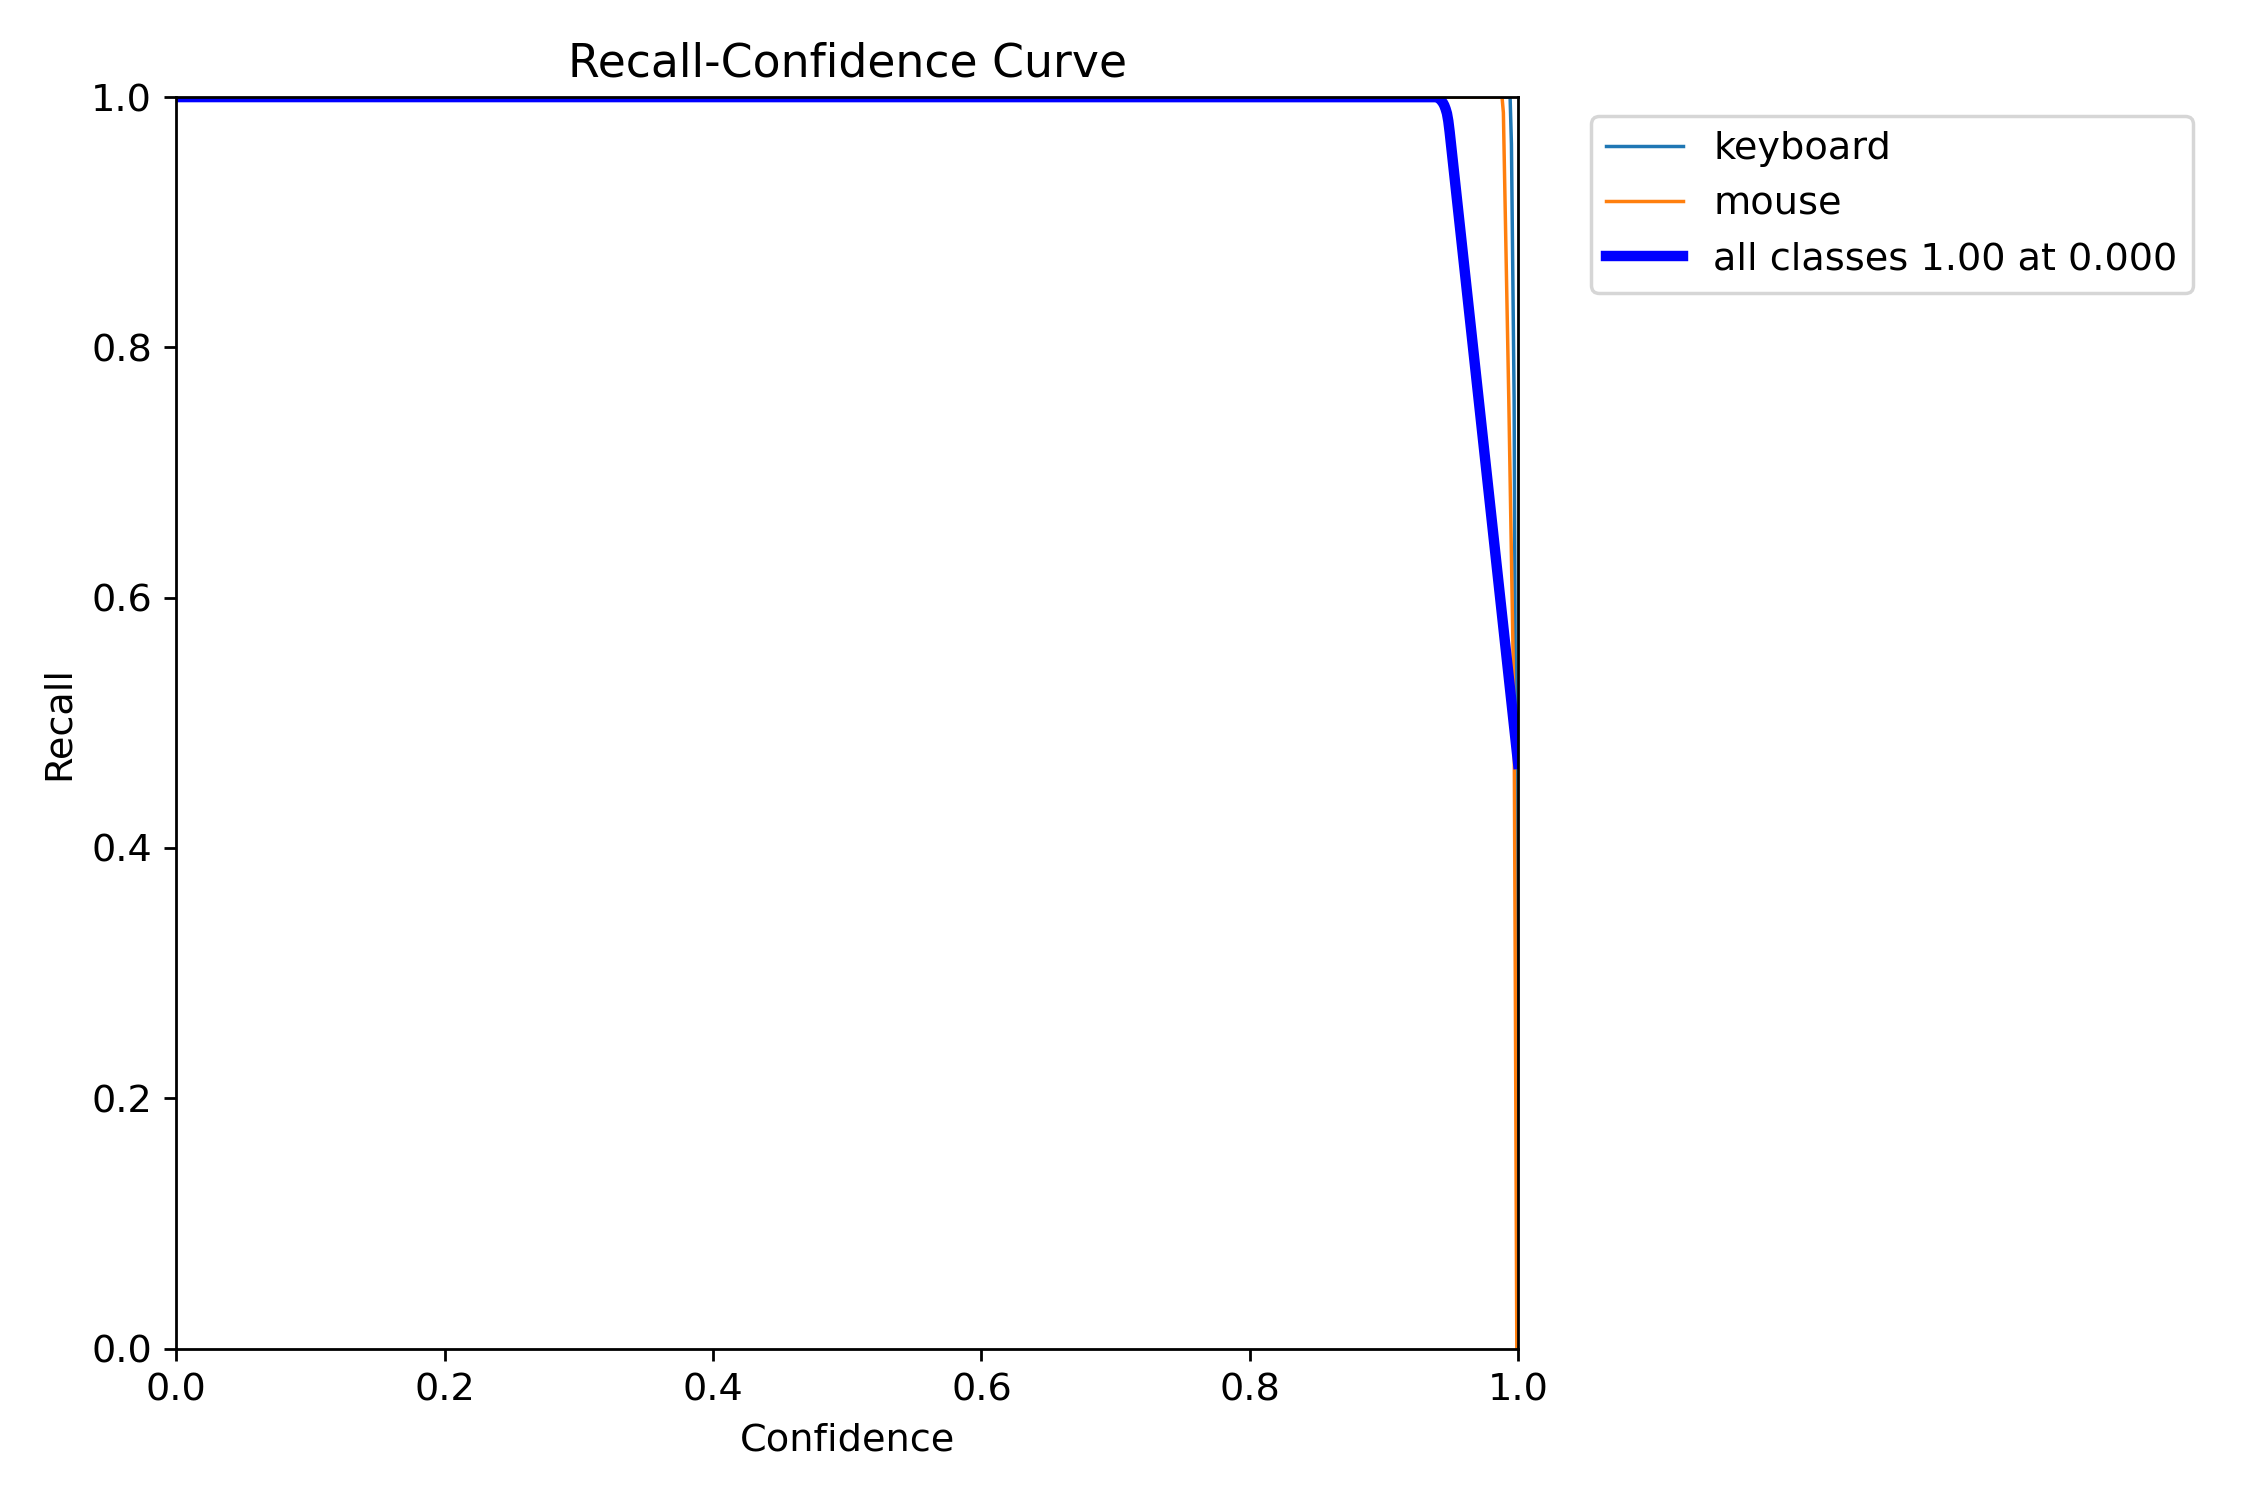 Recall-Confidence Curve
1.0
0.8
0.6
0.4
0.2
0.0
Recall
0.0 0.2 0.4 0.6 0.8 1.0
Confidence
keyboard
mouse
all classes 1.00 at 0.000